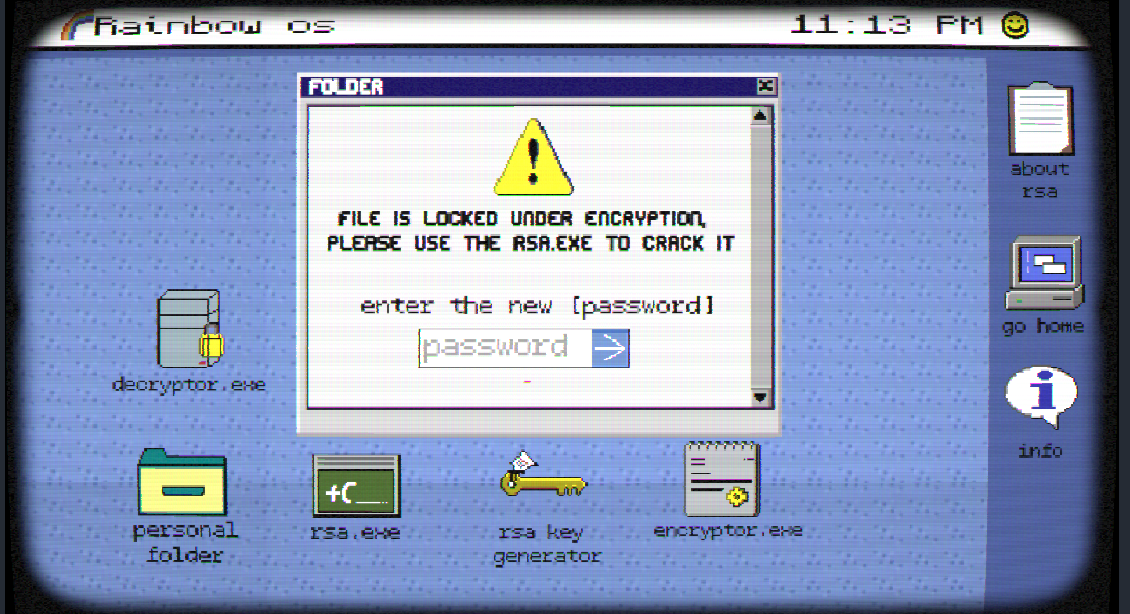 Rainbow os
11:13 PM
FOLDER
FILE IS LOCKED UNDER ENCRYPTION,
PLEASE USE THE RSA.EXE TO CRACK IT
enter the new [password]
password
about
rsa
go home
info
decryptor.exe
+C__
personal
folder
rsa.exe
rsa key
generator
encryptor.exe